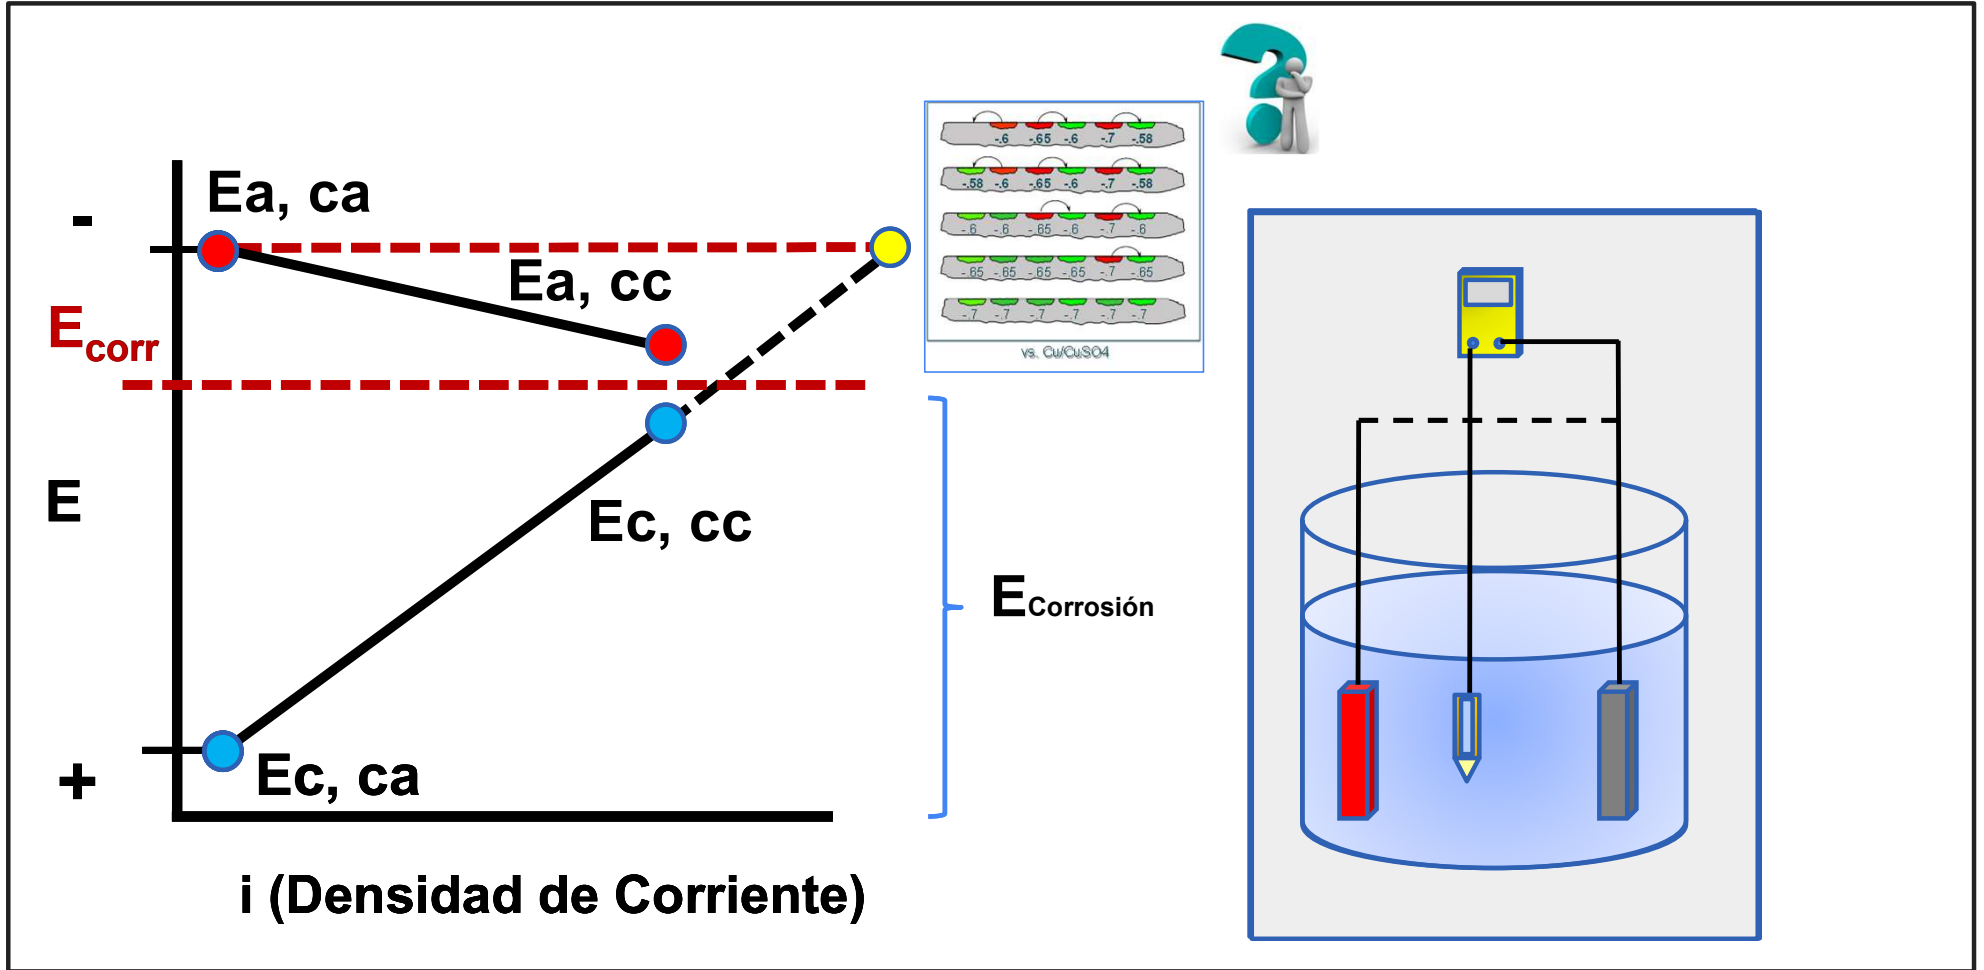 -
Ea, ca
Ea, cc
Ecorr
E
Ec, cc
+
Ec, ca
i (Densidad de Corriente)
-.6 -.65 -.6 -.7 -.58
-.58 -.6 -.65 -.6 -.7 -.58
-.6 -.6 -.65 -.6 -.7 -.6
-.65 -.65 -.65 -.65 -.7 -.65
-.7 -.7 -.7 -.7 -.7 -.7
vs. Cu/CuSO4
ECorrosión